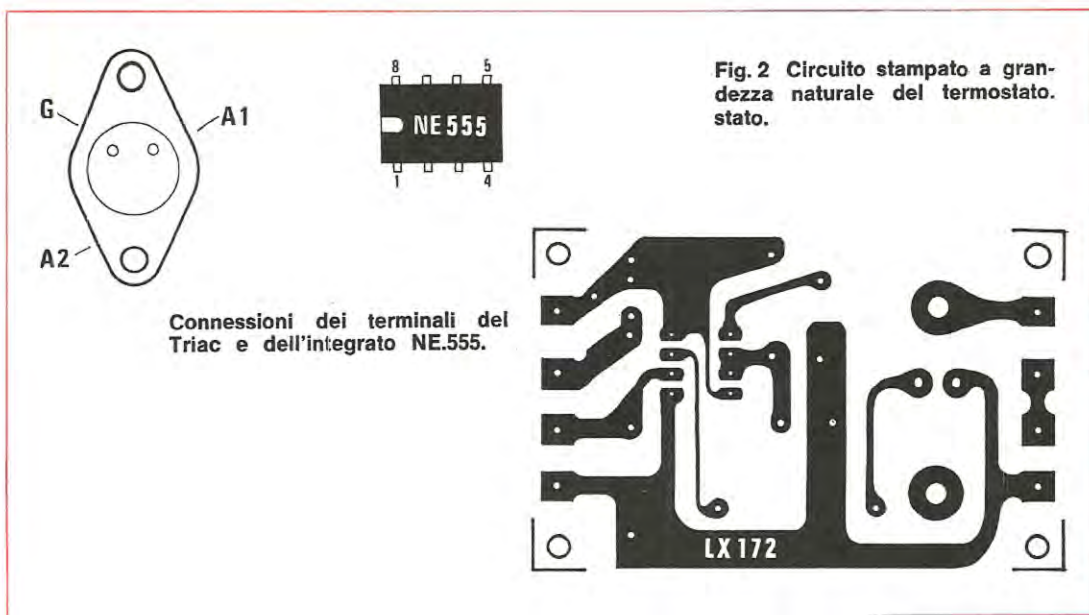 G
A1
A2
8
5
NE555
1
4
Fig. 2 Circuito stampato a gran-
dezza naturale del termostato.
stato.
Connessioni dei terminali del
Triac e dell'integrato NE.555.
LX 172